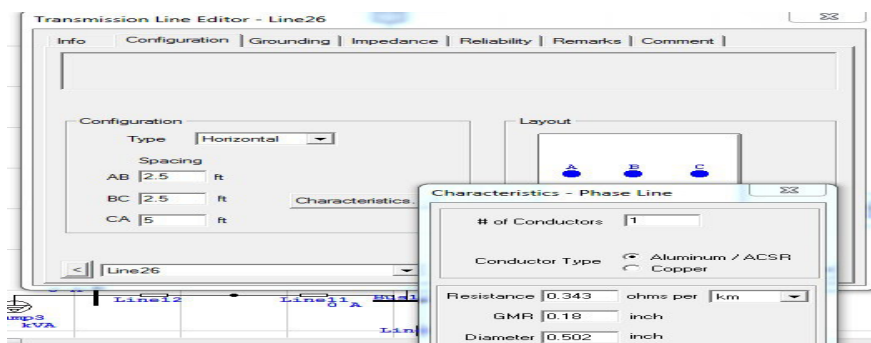 Transmission Line Editor - Line26
Info Configuration Grounding Impedance Reliability Remarks Comment
Configuration
Type Horizontal
Spacing
AB 2.5 ft
BC 2.5 ft
CA 5 ft
Characteristics.
Layout
A B C
< Line26
Characteristics - Phase Line
# of Conductors 1
Conductor Type Aluminum / ACSR
Copper
Resistance 0.343 ohms per km
GMR 0.18 inch
Diameter 0.502 inch
Line12
Line11
0 A
kVA